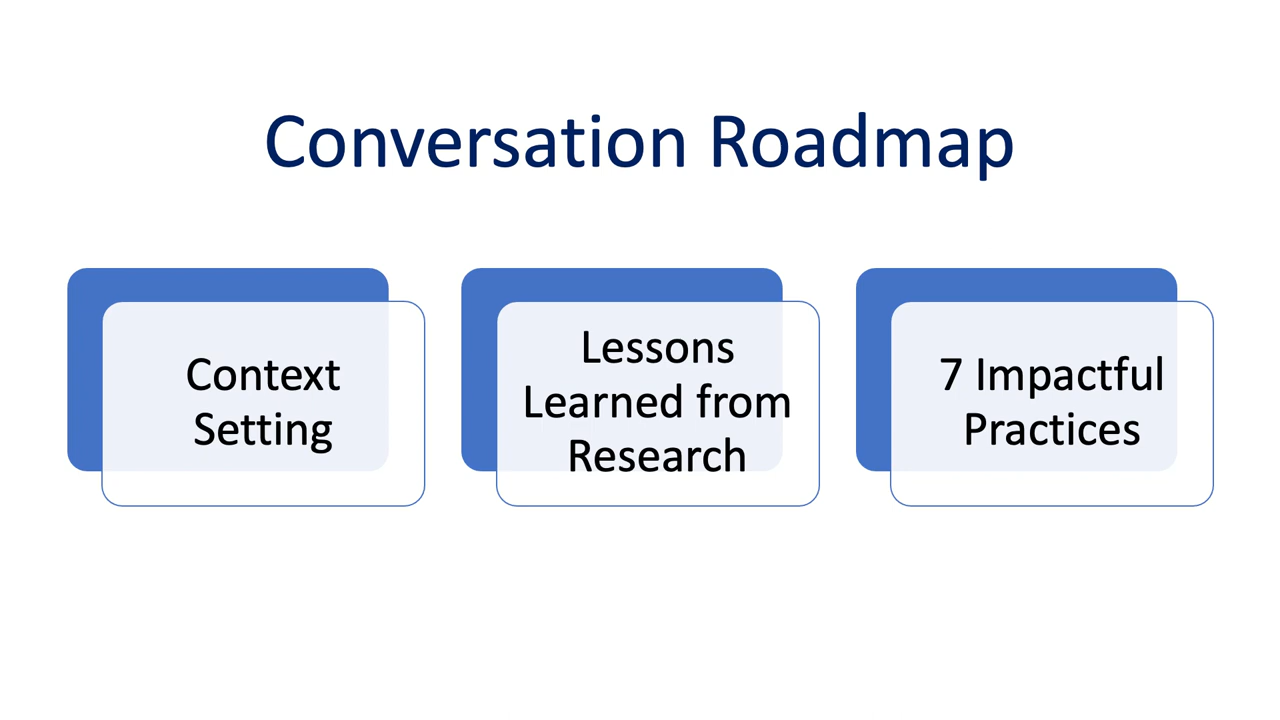 Conversation Roadmap
Context
Setting
Lessons
Learned from
Research
7 Impactful
Practices